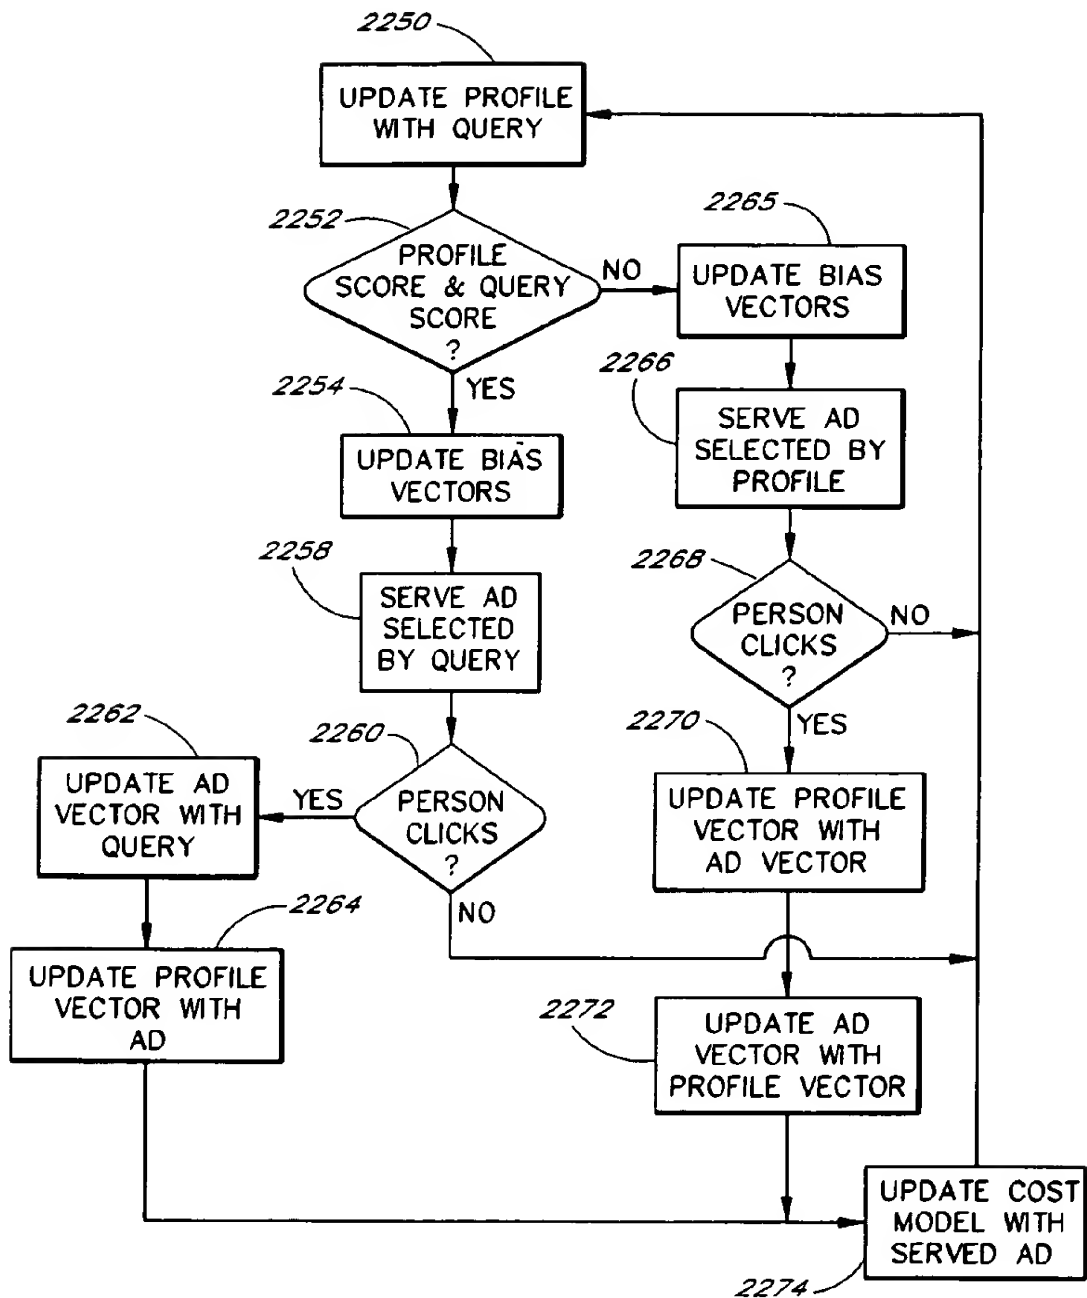 2250
UPDATE PROFILE
WITH QUERY
2252
PROFILE
SCORE & QUERY
SCORE
?
NO
YES
2265
UPDATE BIAS
VECTORS
2254
UPDATE BIAS
VECTORS
2266
SERVE AD
SELECTED BY
PROFILE
2258
SERVE AD
SELECTED
BY QUERY
2268
PERSON
CLICKS
?
NO
YES
2260
PERSON
CLICKS
?
YES
NO
2262
UPDATE AD
VECTOR WITH
QUERY
2270
UPDATE PROFILE
VECTOR WITH
AD VECTOR
2264
UPDATE PROFILE
VECTOR WITH
AD
2272
UPDATE AD
VECTOR WITH
PROFILE VECTOR
UPDATE COST
MODEL WITH
SERVED AD
2274